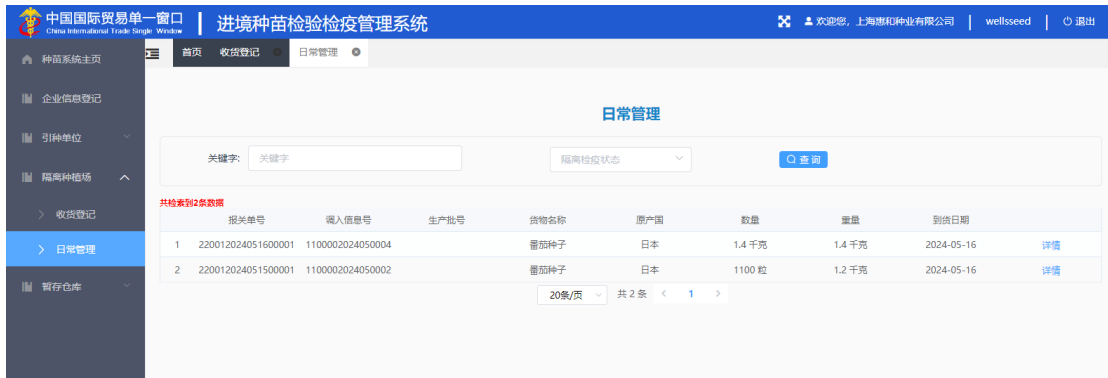 中国国际贸易单一窗口
China International Trade Single Window
进境种苗检验检疫管理系统
欢迎您，上海惠和种业有限公司
wellsseed
退出
种苗系统主页
企业信息登记
引种单位
隔离种植场
收货登记
日常管理
暂存仓库
首页 收货登记 日常管理
日常管理
关键字: 关键字 隔离检疫状态 查询
共检索到2条数据
报关单号 调入信息号 生产批号 货物名称 原产国 数量 重量 到货日期
1 220012024051600001 1100002024050004 番茄种子 日本 1.4 千克 1.4 千克 2024-05-16 详情
2 220012024051500001 1100002024050002 番茄种子 日本 1100 粒 1.2 千克 2024-05-16 详情
20条/页 共 2 条 1